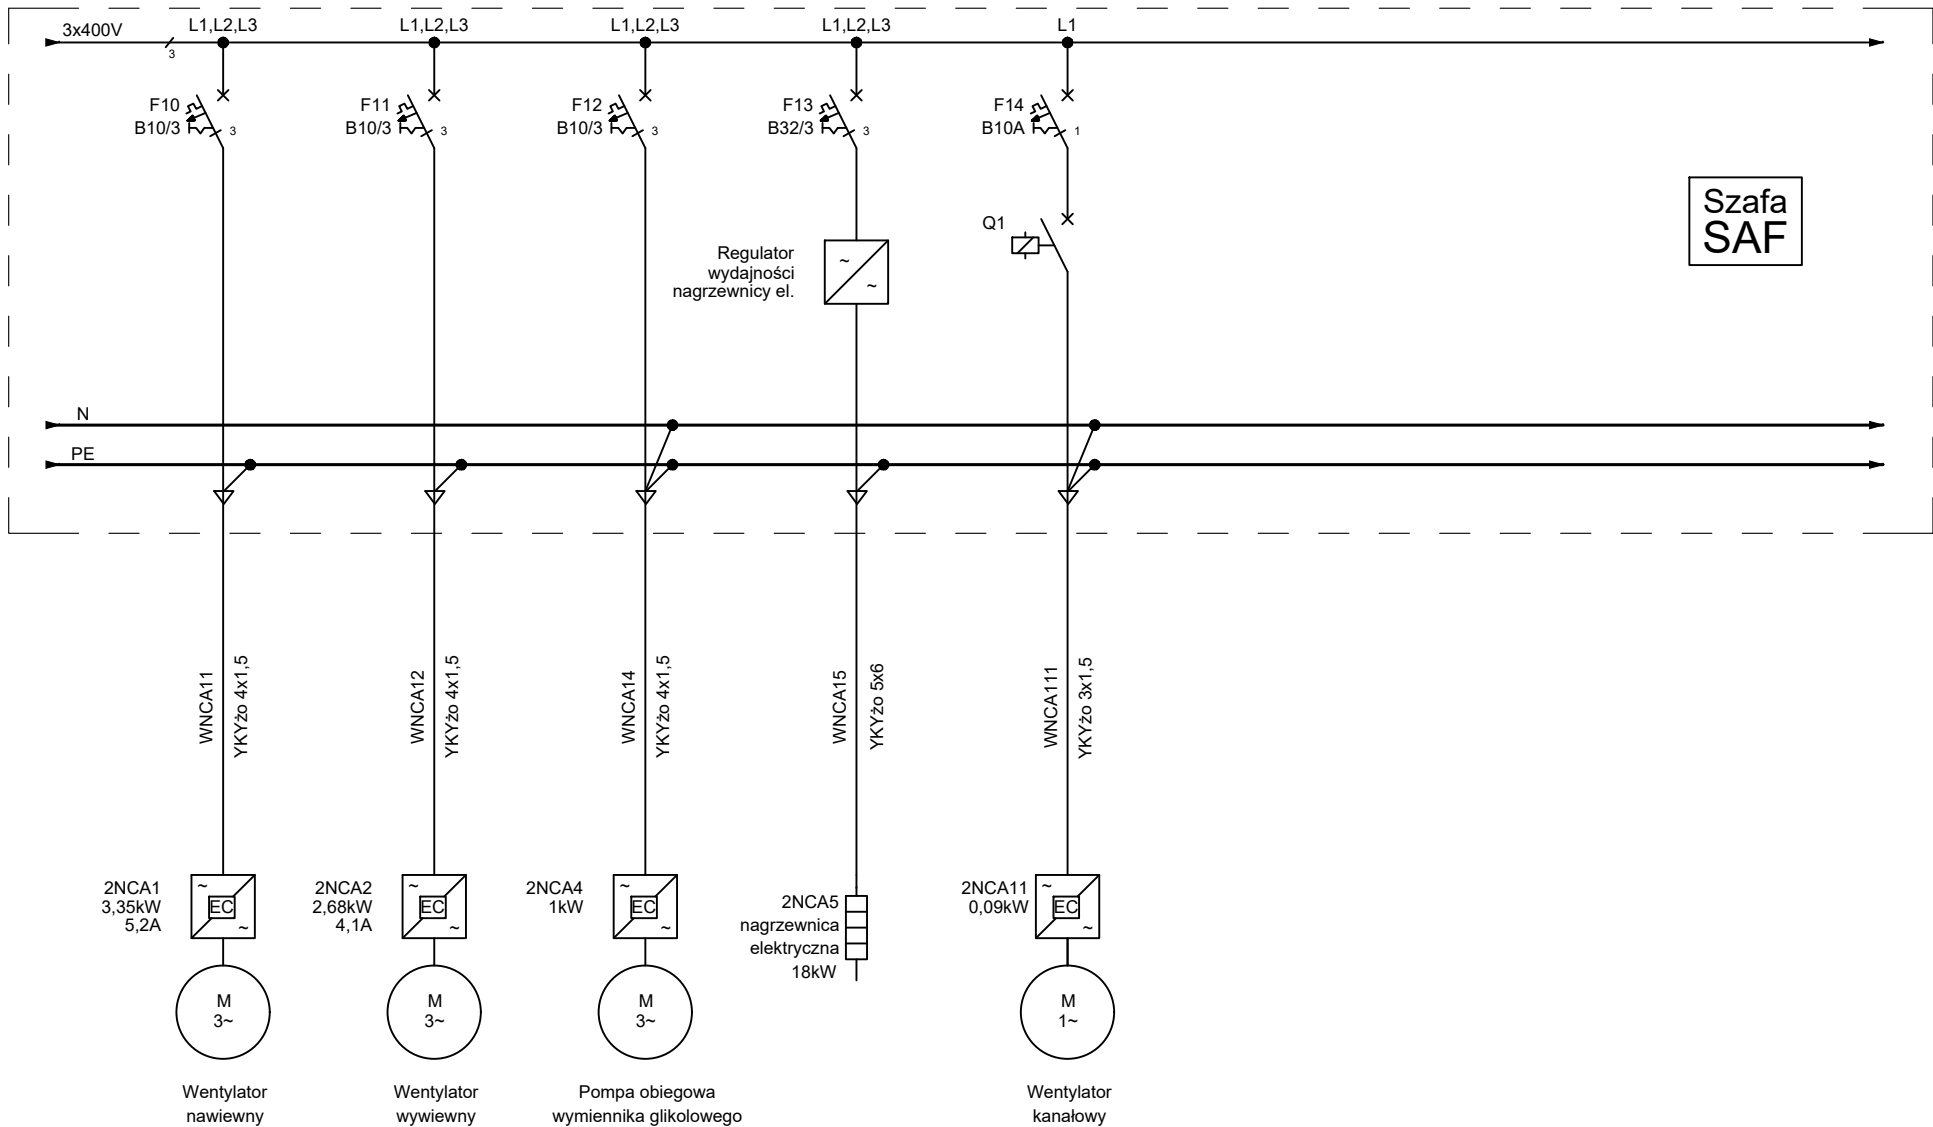 3x400V
3
L1,L2,L3
L1,L2,L3
L1,L2,L3
L1,L2,L3
L1
F10
B10/3
3
F11
B10/3
3
F12
B10/3
3
F13
B32/3
3
F14
B10A
1
Szafa
SAF
Q1
Regulator
wydajności
nagrzewnicy el.
~
~
N
PE
WNCA11
YKYżo 4x1,5
WNCA12
YKYżo 4x1,5
WNCA14
YKYżo 4x1,5
WNCA15
YKYżo 5x6
WNCA111
YKYżo 3x1,5
2NCA1
3,35kW
5,2A
~
EC
~
2NCA2
2,68kW
4,1A
~
EC
~
2NCA4
1kW
~
EC
~
2NCA5
nagrzewnica
elektryczna
18kW
2NCA11
0,09kW
~
EC
~
M
3~
M
3~
M
3~
M
1~
Wentylator
nawiewny
Wentylator
wywiewny
Pompa obiegowa
wymiennika glikolowego
Wentylator
kanałowy